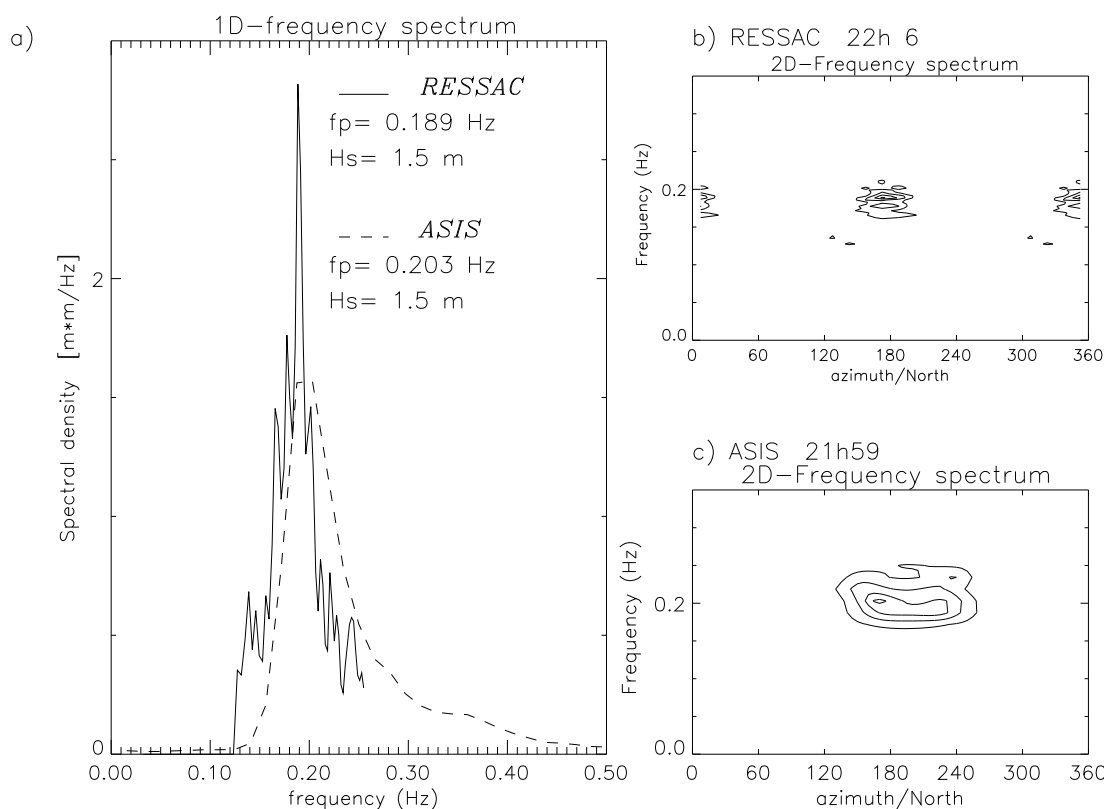 a)
1D-frequency spectrum
RESSAC
fp= 0.189 Hz
Hs= 1.5 m
ASIS
fp= 0.203 Hz
Hs= 1.5 m
Spectral density [m*m/Hz]
2
0
0.00 0.10 0.20 0.30 0.40 0.50
frequency (Hz)
b) RESSAC 22h 6
2D-Frequency spectrum
Frequency (Hz)
0.2
0.0
0 60 120 180 240 300 360
azimuth/North
c) ASIS 21h59
2D-Frequency spectrum
Frequency (Hz)
0.2
0.0
0 60 120 180 240 300 360
azimuth/North